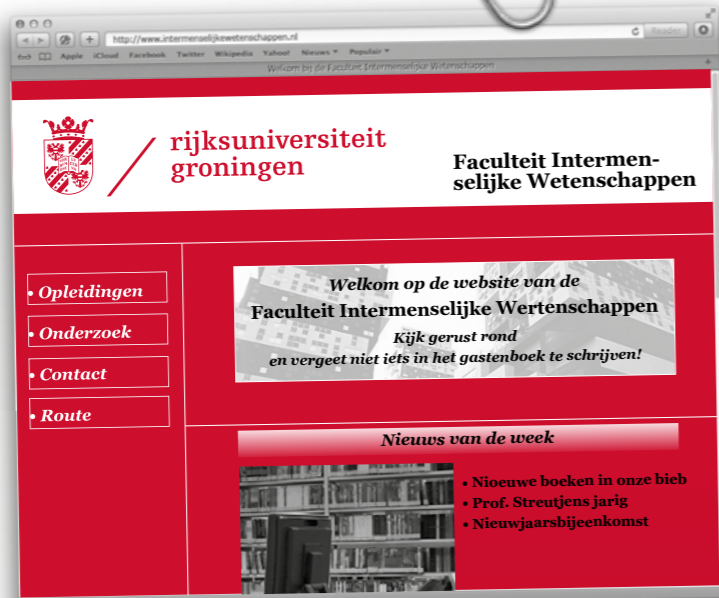 http://www.intermenselijkewetenschappen.nl
Reader
Apple iCloud Facebook Twitter Wikipedia Yahoo! Nieuws Populair
Welkom bij de Faculteit Intermenselijke Wetenschappen
rijksuniversiteit
groningen
Faculteit Intermen-
selijke Wetenschappen
• Opleidingen
• Onderzoek
• Contact
• Route
Welkom op de website van de
Faculteit Intermenselijke Wertenschappen
Kijk gerust rond
en vergeet niet iets in het gastenboek te schrijven!
Nieuws van de week
• Nioeuwe boeken in onze bieb
• Prof. Streutjens jarig
• Nieuwjaarsbijeenkomst